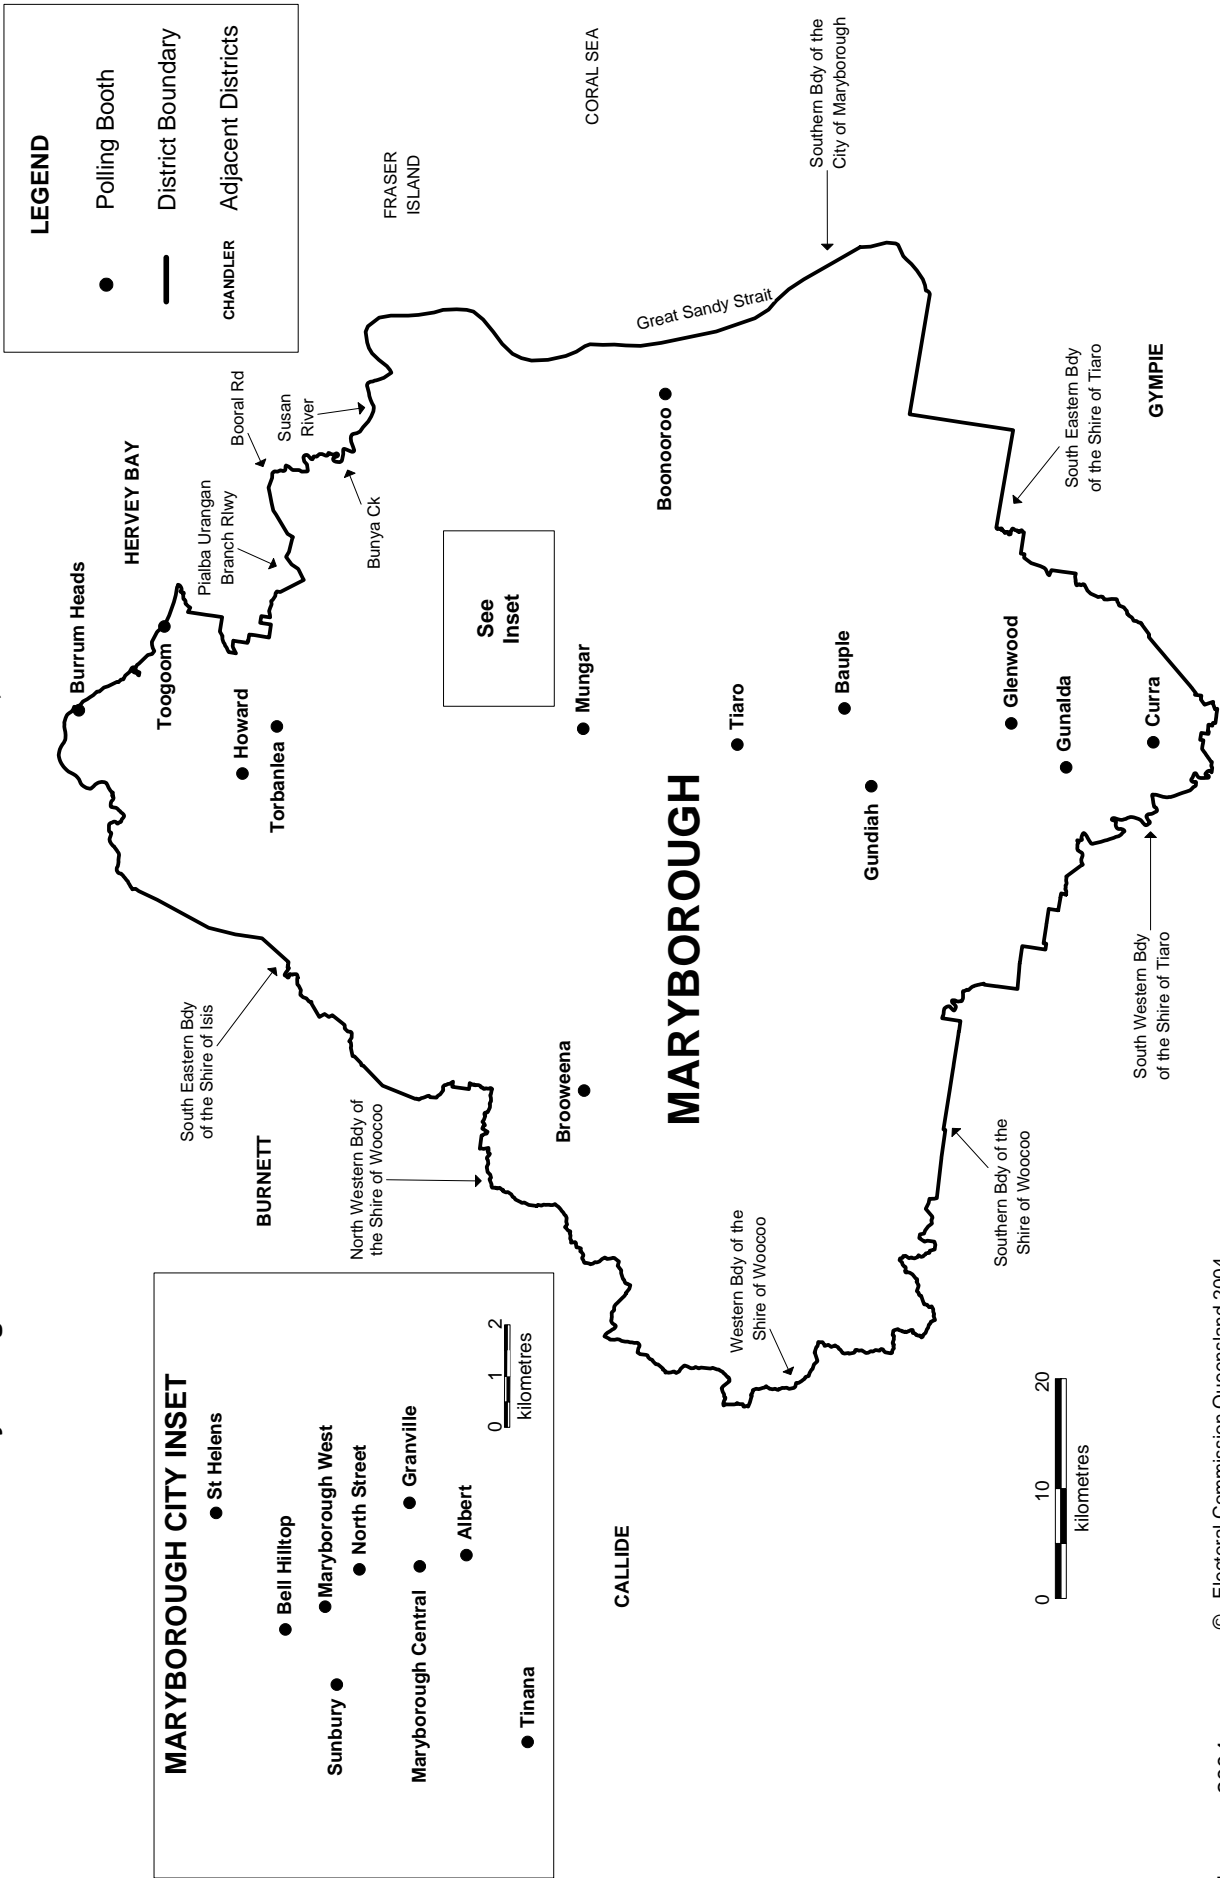 MARYBOROUGH CITY INSET
St Helens
Bell Hilltop
Maryborough West
Sunbury
North Street
Granville
Maryborough Central
Albert
Tinana
0 1 2
kilometres
LEGEND
Polling Booth
District Boundary
CHANDLER Adjacent Districts
Burrum Heads
HERVEY BAY
Toogoom
Pialba Urangan
Branch Rlwy
Booral Rd
Susan
River
Bunya Ck
Howard
Torbanlea
FRASER
ISLAND
CORAL SEA
South Eastern Bdy
of the Shire of Isis
BURNETT
North Western Bdy of
the Shire of Woocoo
See
Inset
Mungar
Boonooroo
Great Sandy Strait
Southern Bdy of the
City of Maryborough
Brooweena
MARYBOROUGH
Tiaro
Bauple
Gundiah
CALLIDE
Western Bdy of the
Shire of Woocoo
Glenwood
Gunalda
Curra
South Eastern Bdy
of the Shire of Tiaro
GYMPIE
Southern Bdy of the
Shire of Woocoo
South Western Bdy
of the Shire of Tiaro
0 10 20
kilometres
© Electoral Commission Queensland 2004